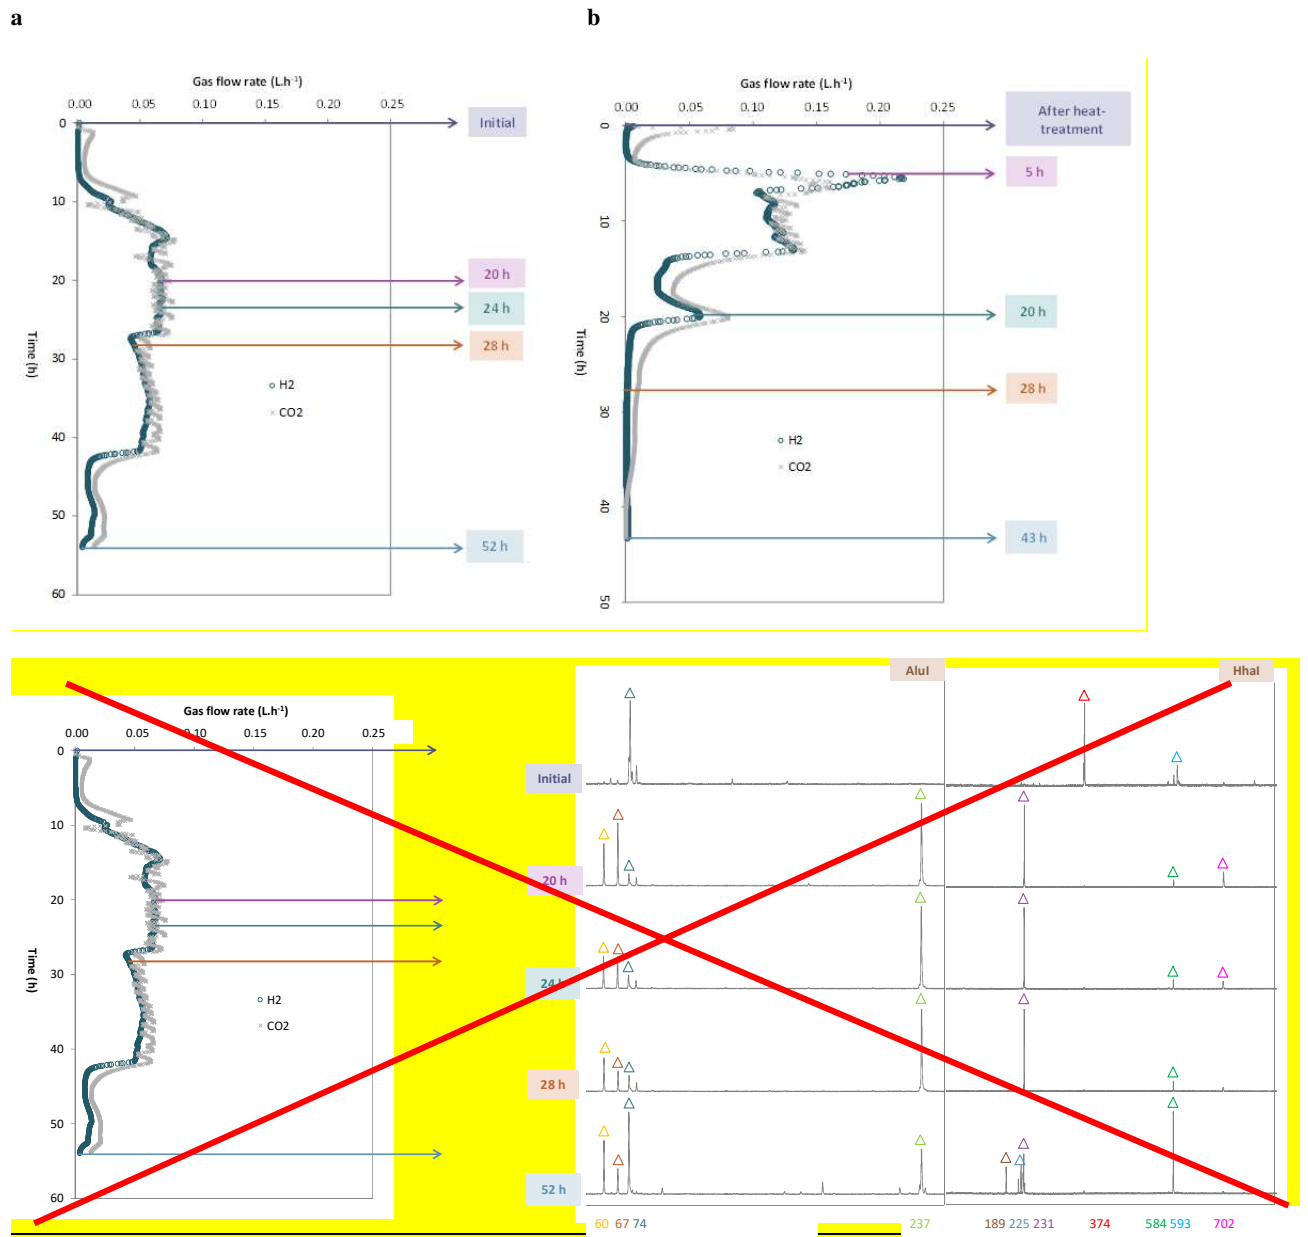 a
b
Gas flow rate (L.h-1)
0.00 0.05 0.10 0.15 0.20 0.25
0
10
20
30
40
50
60
Time (h)
Initial
20 h
24 h
28 h
52 h
H2
CO2
Gas flow rate (L.h-1)
0.00 0.05 0.10 0.15 0.20 0.25
0
10
20
30
40
50
Time (h)
After heat-
treatment
5 h
20 h
28 h
43 h
H2
CO2
Gas flow rate (L.h-1)
0.00 0.05 0.10 0.15 0.20 0.25
0
10
20
30
40
50
60
Time (h)
H2
CO2
AluI
HhaI
Initial
20 h
24 h
28 h
52 h
60 67 74 237 189 225 231 374 584 593 702